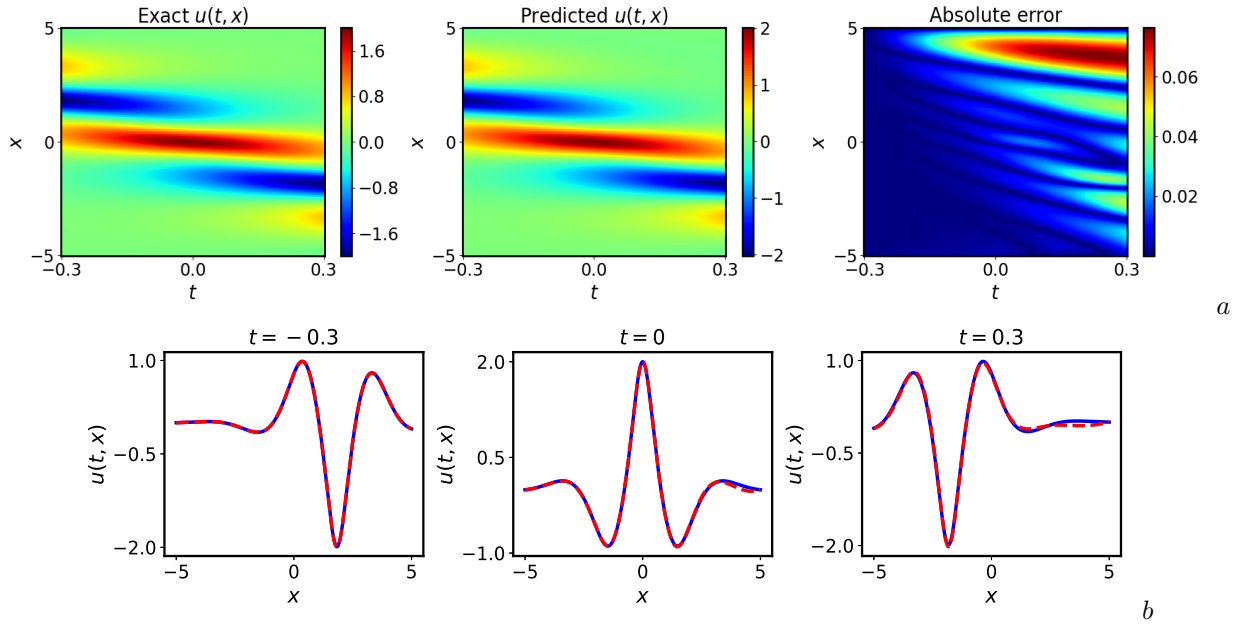 Exact u(t, x)
5
0
−5
x
−0.3
0.0
0.3
t
1.6
0.8
0.0
−0.8
−1.6
Predicted u(t, x)
5
0
−5
x
−0.3
0.0
0.3
t
2
1
0
−1
−2
Absolute error
5
0
−5
x
−0.3
0.0
0.3
t
0.06
0.04
0.02
a
t = − 0.3
1.0
−0.5
−2.0
u(t, x)
−5
0
5
x
t = 0
2.0
0.5
−1.0
u(t, x)
−5
0
5
x
t = 0.3
1.0
−0.5
−2.0
u(t, x)
−5
0
5
x
b